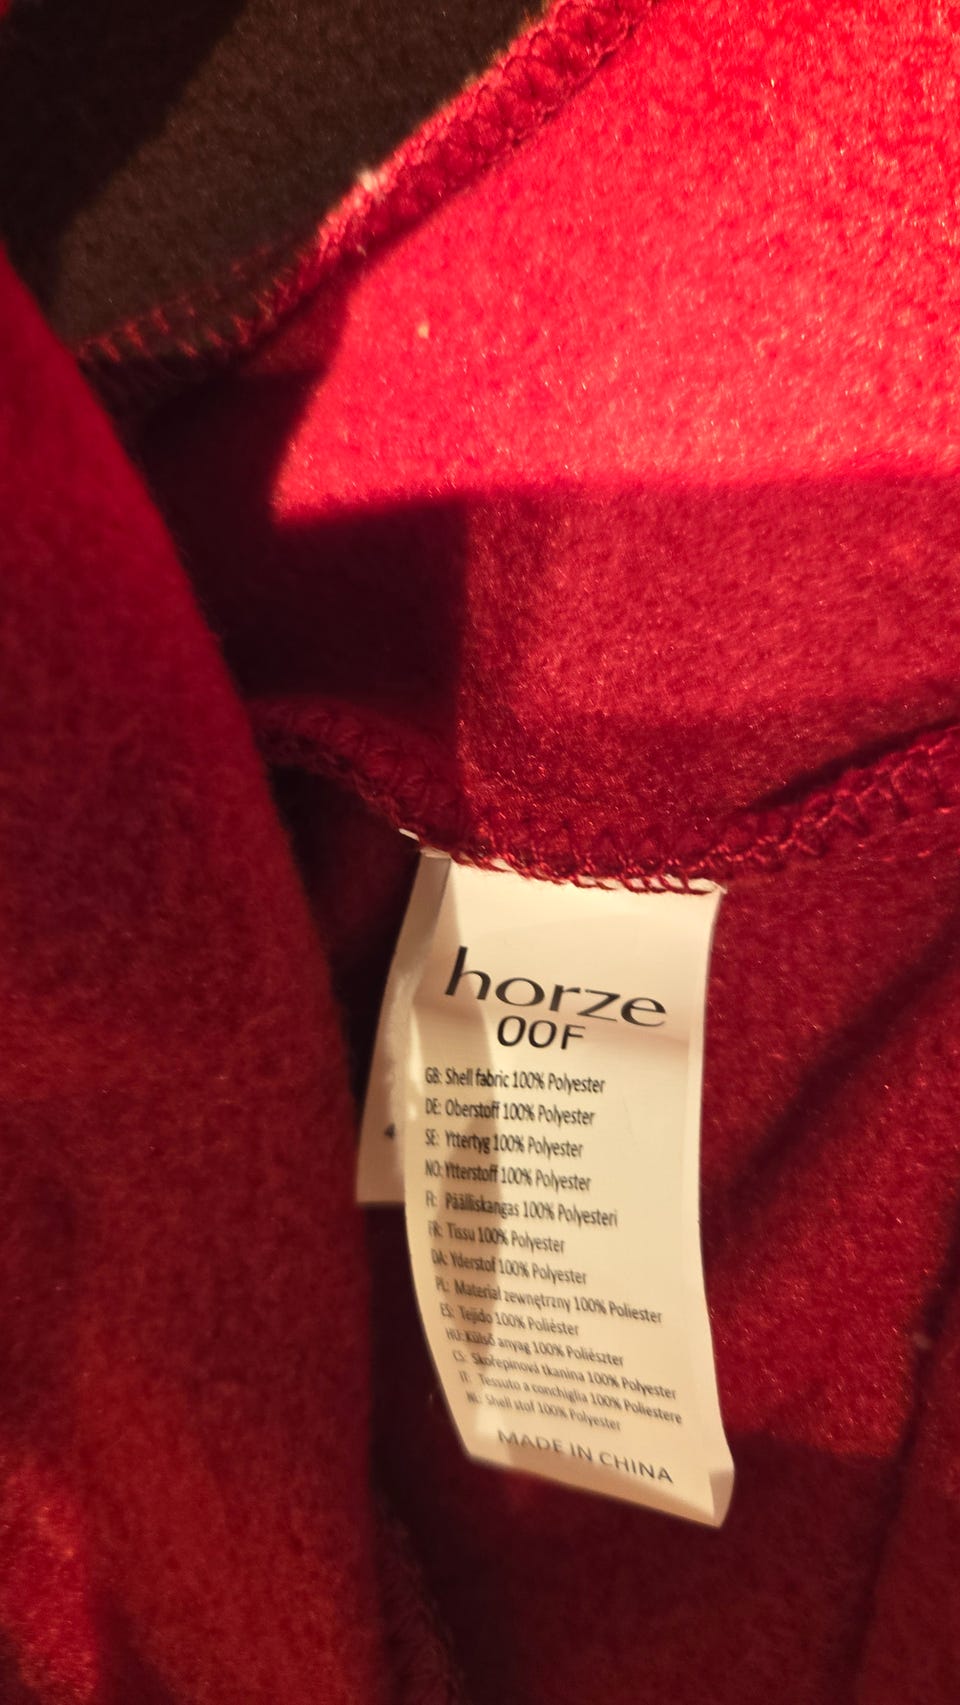 horze
00F
GB: Shell fabric 100% Polyester
DE: Oberstoff 100% Polyester
SE: Yttertyg 100% Polyester
NO: Ytterstoff 100% Polyester
FI: Päälliskangas 100% Polyesteri
FR: Tissu 100% Polyester
DA: Yderstof 100% Polyester
PL: Materiał zewnętrzny 100% Poliester
ES: Tejido 100% Poliéster
HU: Külső anyag 100% Poliészter
CS: Skořepinová tkanina 100% Polyester
IT: Tessuto a conchiglia 100% Poliestere
NL: Shell stof 100% Polyester
MADE IN CHINA